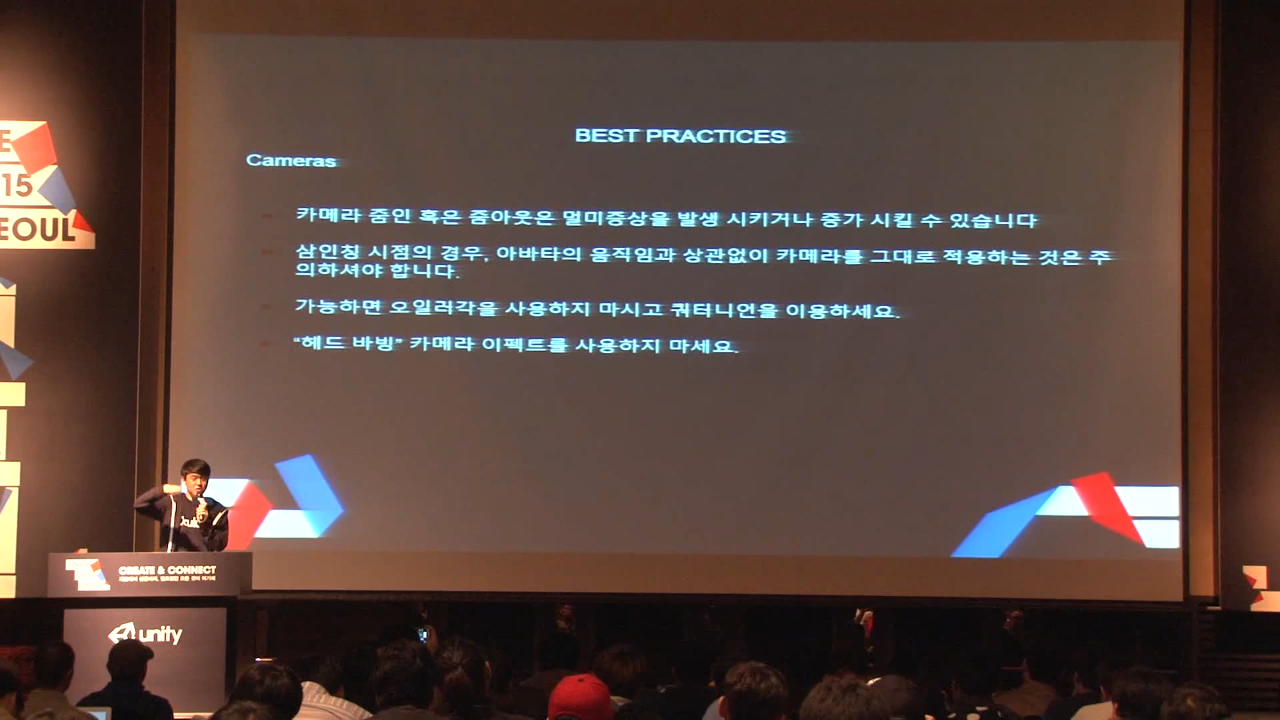 BEST PRACTICES
Cameras
카메라 줌인 혹은 줌아웃은 멀미증상을 발생 시키거나 증가 시킬 수 있습니다
삼인칭 시점의 경우, 아바타의 움직임과 상관없이 카메라를 그대로 적용하는 것은 주
의하셔야 합니다.
가능하면 오일러각을 사용하지 마시고 쿼터니언을 이용하세요.
“헤드 바빙” 카메라 이펙트를 사용하지 마세요.
E
15
EOUL
CREATE & CONNECT
unity